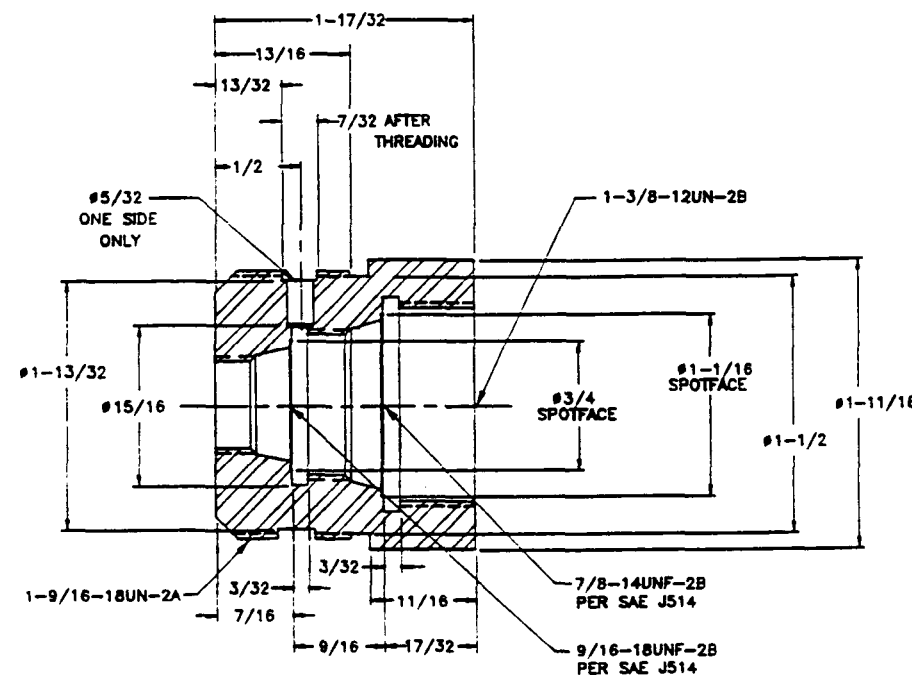 1-17/32
13/16
13/32
7/32 AFTER
THREADING
1/2
ø5/32
ONE SIDE
ONLY
1-3/8-12UN-2B
ø1-13/32
ø15/16
ø3/4
SPOTFACE
ø1-1/16
SPOTFACE
ø1-11/16
ø1-1/2
1-9/16-18UN-2A
3/32
3/32
7/16
11/16
7/8-14UNF-2B
PER SAE J514
9/16
17/32
9/16-18UNF-2B
PER SAE J514